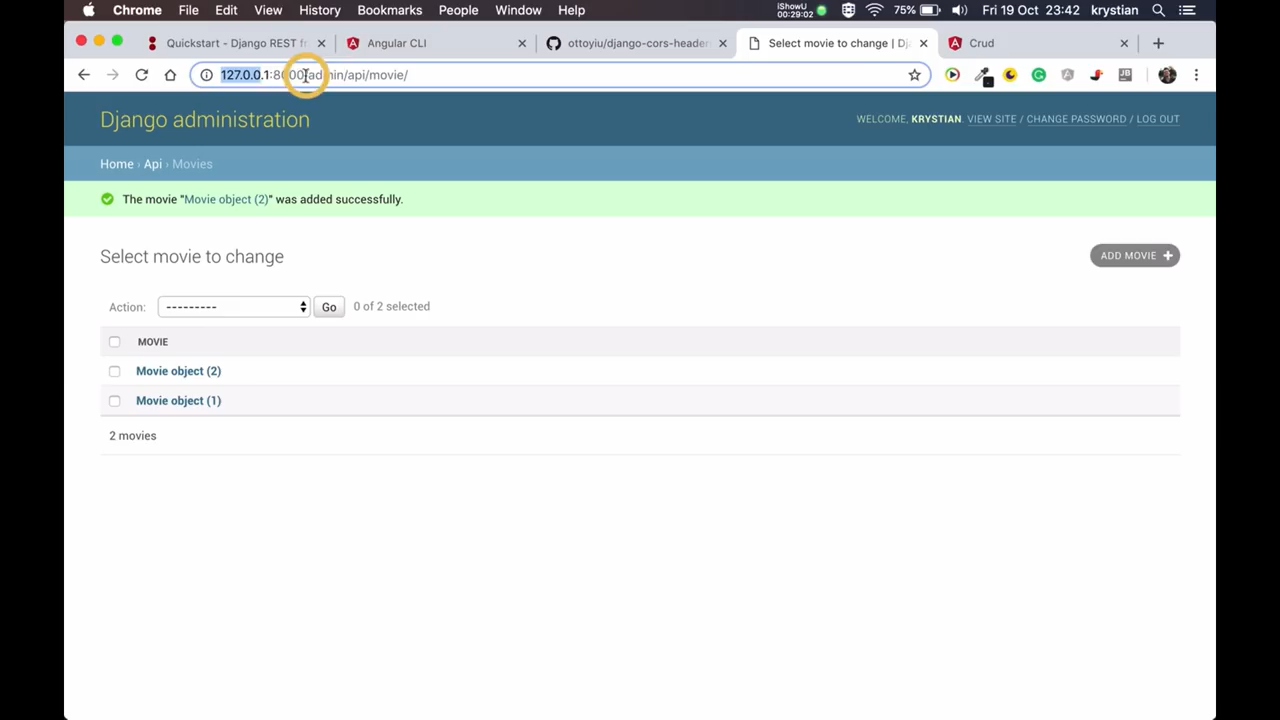 Chrome File Edit View History Bookmarks People Window Help iShowU 00:29:02 75% Fri 19 Oct 23:42 krystian
Quickstart - Django REST fr Angular CLI ottoyiu/django-cors-header Select movie to change | Dj Crud
127.0.0.1:8000/admin/api/movie/
Django administration
WELCOME, KRYSTIAN. VIEW SITE / CHANGE PASSWORD / LOG OUT
Home › Api › Movies
The movie "Movie object (2)" was added successfully.
Select movie to change
ADD MOVIE +
Action: --------- Go 0 of 2 selected
MOVIE
Movie object (2)
Movie object (1)
2 movies